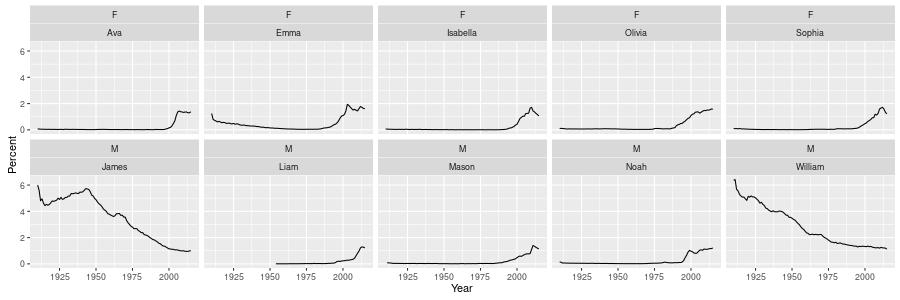 F F F F F
Ava Emma Isabella Olivia Sophia
6
4
2
0
M M M M M
James Liam Mason Noah William
6
4
2
0
1925 1950 1975 2000 1925 1950 1975 2000 1925 1950 1975 2000 1925 1950 1975 2000 1925 1950 1975 2000
Year
Percent